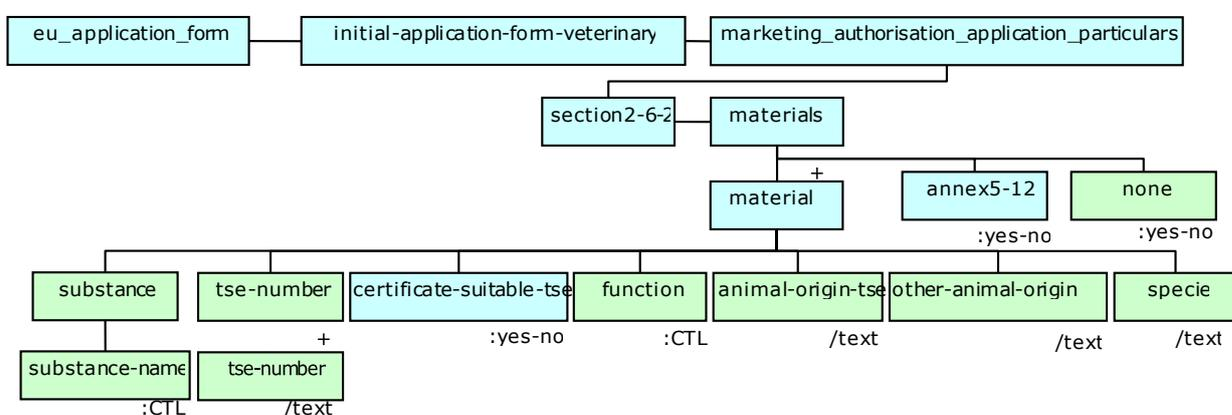 eu_application_form
initial-application-form-veterinary
marketing_authorisation_application_particulars
section2-6-2
materials
+
material
annex5-12
none
:yes-no
:yes-no
substance
tse-number
certificate-suitable-tse
function
animal-origin-tse
other-animal-origin
specie
+
:yes-no
:CTL
/text
/text
/text
substance-name
tse-number
:CTL
/text